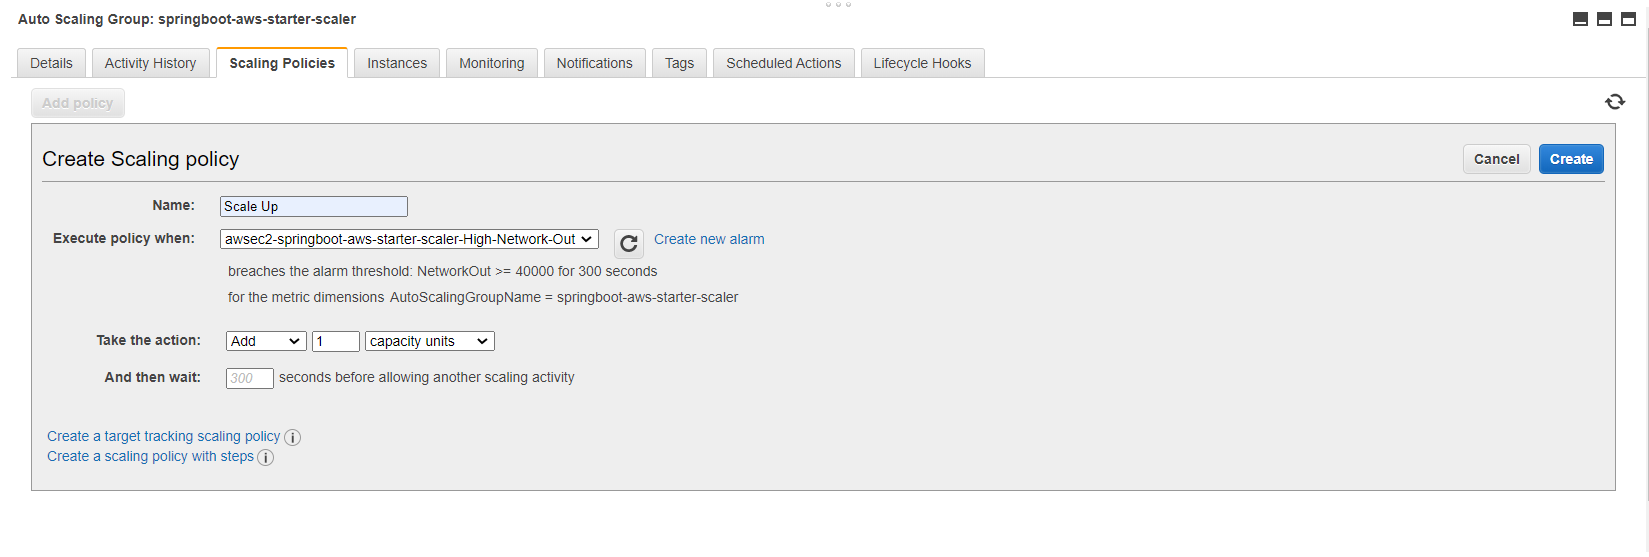 Auto Scaling Group: springboot-aws-starter-scaler
Details Activity History Scaling Policies Instances Monitoring Notifications Tags Scheduled Actions Lifecycle Hooks
Add policy
Create Scaling policy Cancel Create
Name: Scale Up
Execute policy when: awsec2-springboot-aws-starter-scaler-High-Network-Out Create new alarm
breaches the alarm threshold: NetworkOut >= 40000 for 300 seconds
for the metric dimensions AutoScalingGroupName = springboot-aws-starter-scaler
Take the action: Add 1 capacity units
And then wait: 300 seconds before allowing another scaling activity
Create a target tracking scaling policy i
Create a scaling policy with steps i